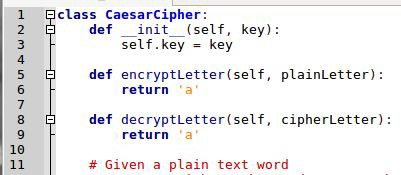 1 class CaesarCipher:
2     def __init__(self, key):
3         self.key = key
4
5     def encryptLetter(self, plainLetter):
6         return 'a'
7
8     def decryptLetter(self, cipherLetter):
9         return 'a'
10
11     # Given a plain text word